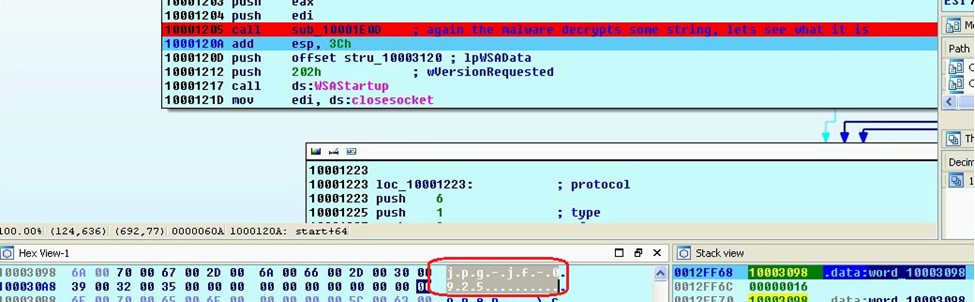 10001203 push    eax
10001204 push    edi
10001205 call    sub_10001E0D    ; again the malware decrypts some string, lets see what it is
1000120A add     esp, 3Ch
1000120D push    offset stru_10003120 ; lpWSAData
10001212 push    202h            ; wVersionRequested
10001217 call    ds:WSAStartup
1000121D mov     edi, ds:closesocket
Path
Decim
10001223
10001223 loc_10001223:           ; protocol
10001223 push    6
10001225 push    1               ; type
100.00% (124,636) (692,77) 0000060A 1000120A: start+64
Hex View-1
Stack view
10003098  6A 00 70 00 67 00 2D 00  6A 00 66 00 2D 00 30 00  j.p.g.-.j.f.-.0.
100030A8  39 00 32 00 35 00 00 00  00 00 00 00 00 00 00 00  9.2.5...........
0012FF68  10003098  .data:word_10003098
0012FF6C  00000016